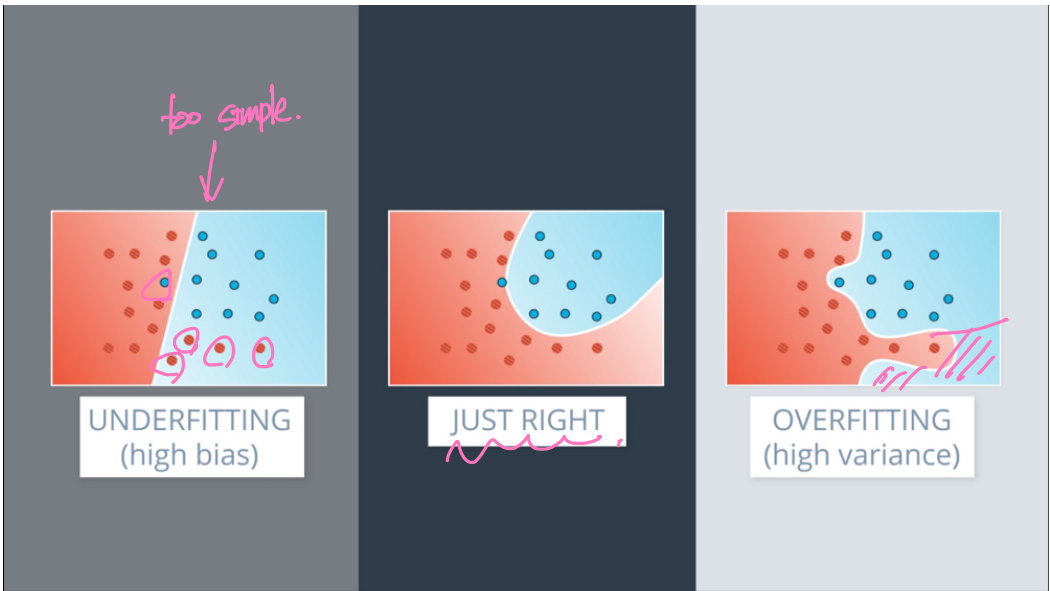 too simple.
UNDERFITTING
(high bias)
JUST RIGHT
OVERFITTING
(high variance)